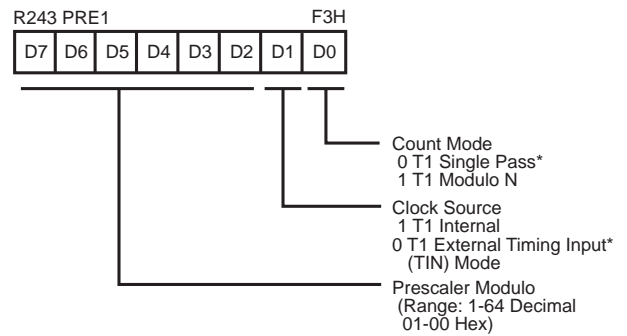 R243 PRE1 F3H
D7 D6 D5 D4 D3 D2 D1 D0
Count Mode
0 T1 Single Pass*
1 T1 Modulo N
Clock Source
1 T1 Internal
0 T1 External Timing Input*
(TIN) Mode
Prescaler Modulo
(Range: 1-64 Decimal
01-00 Hex)